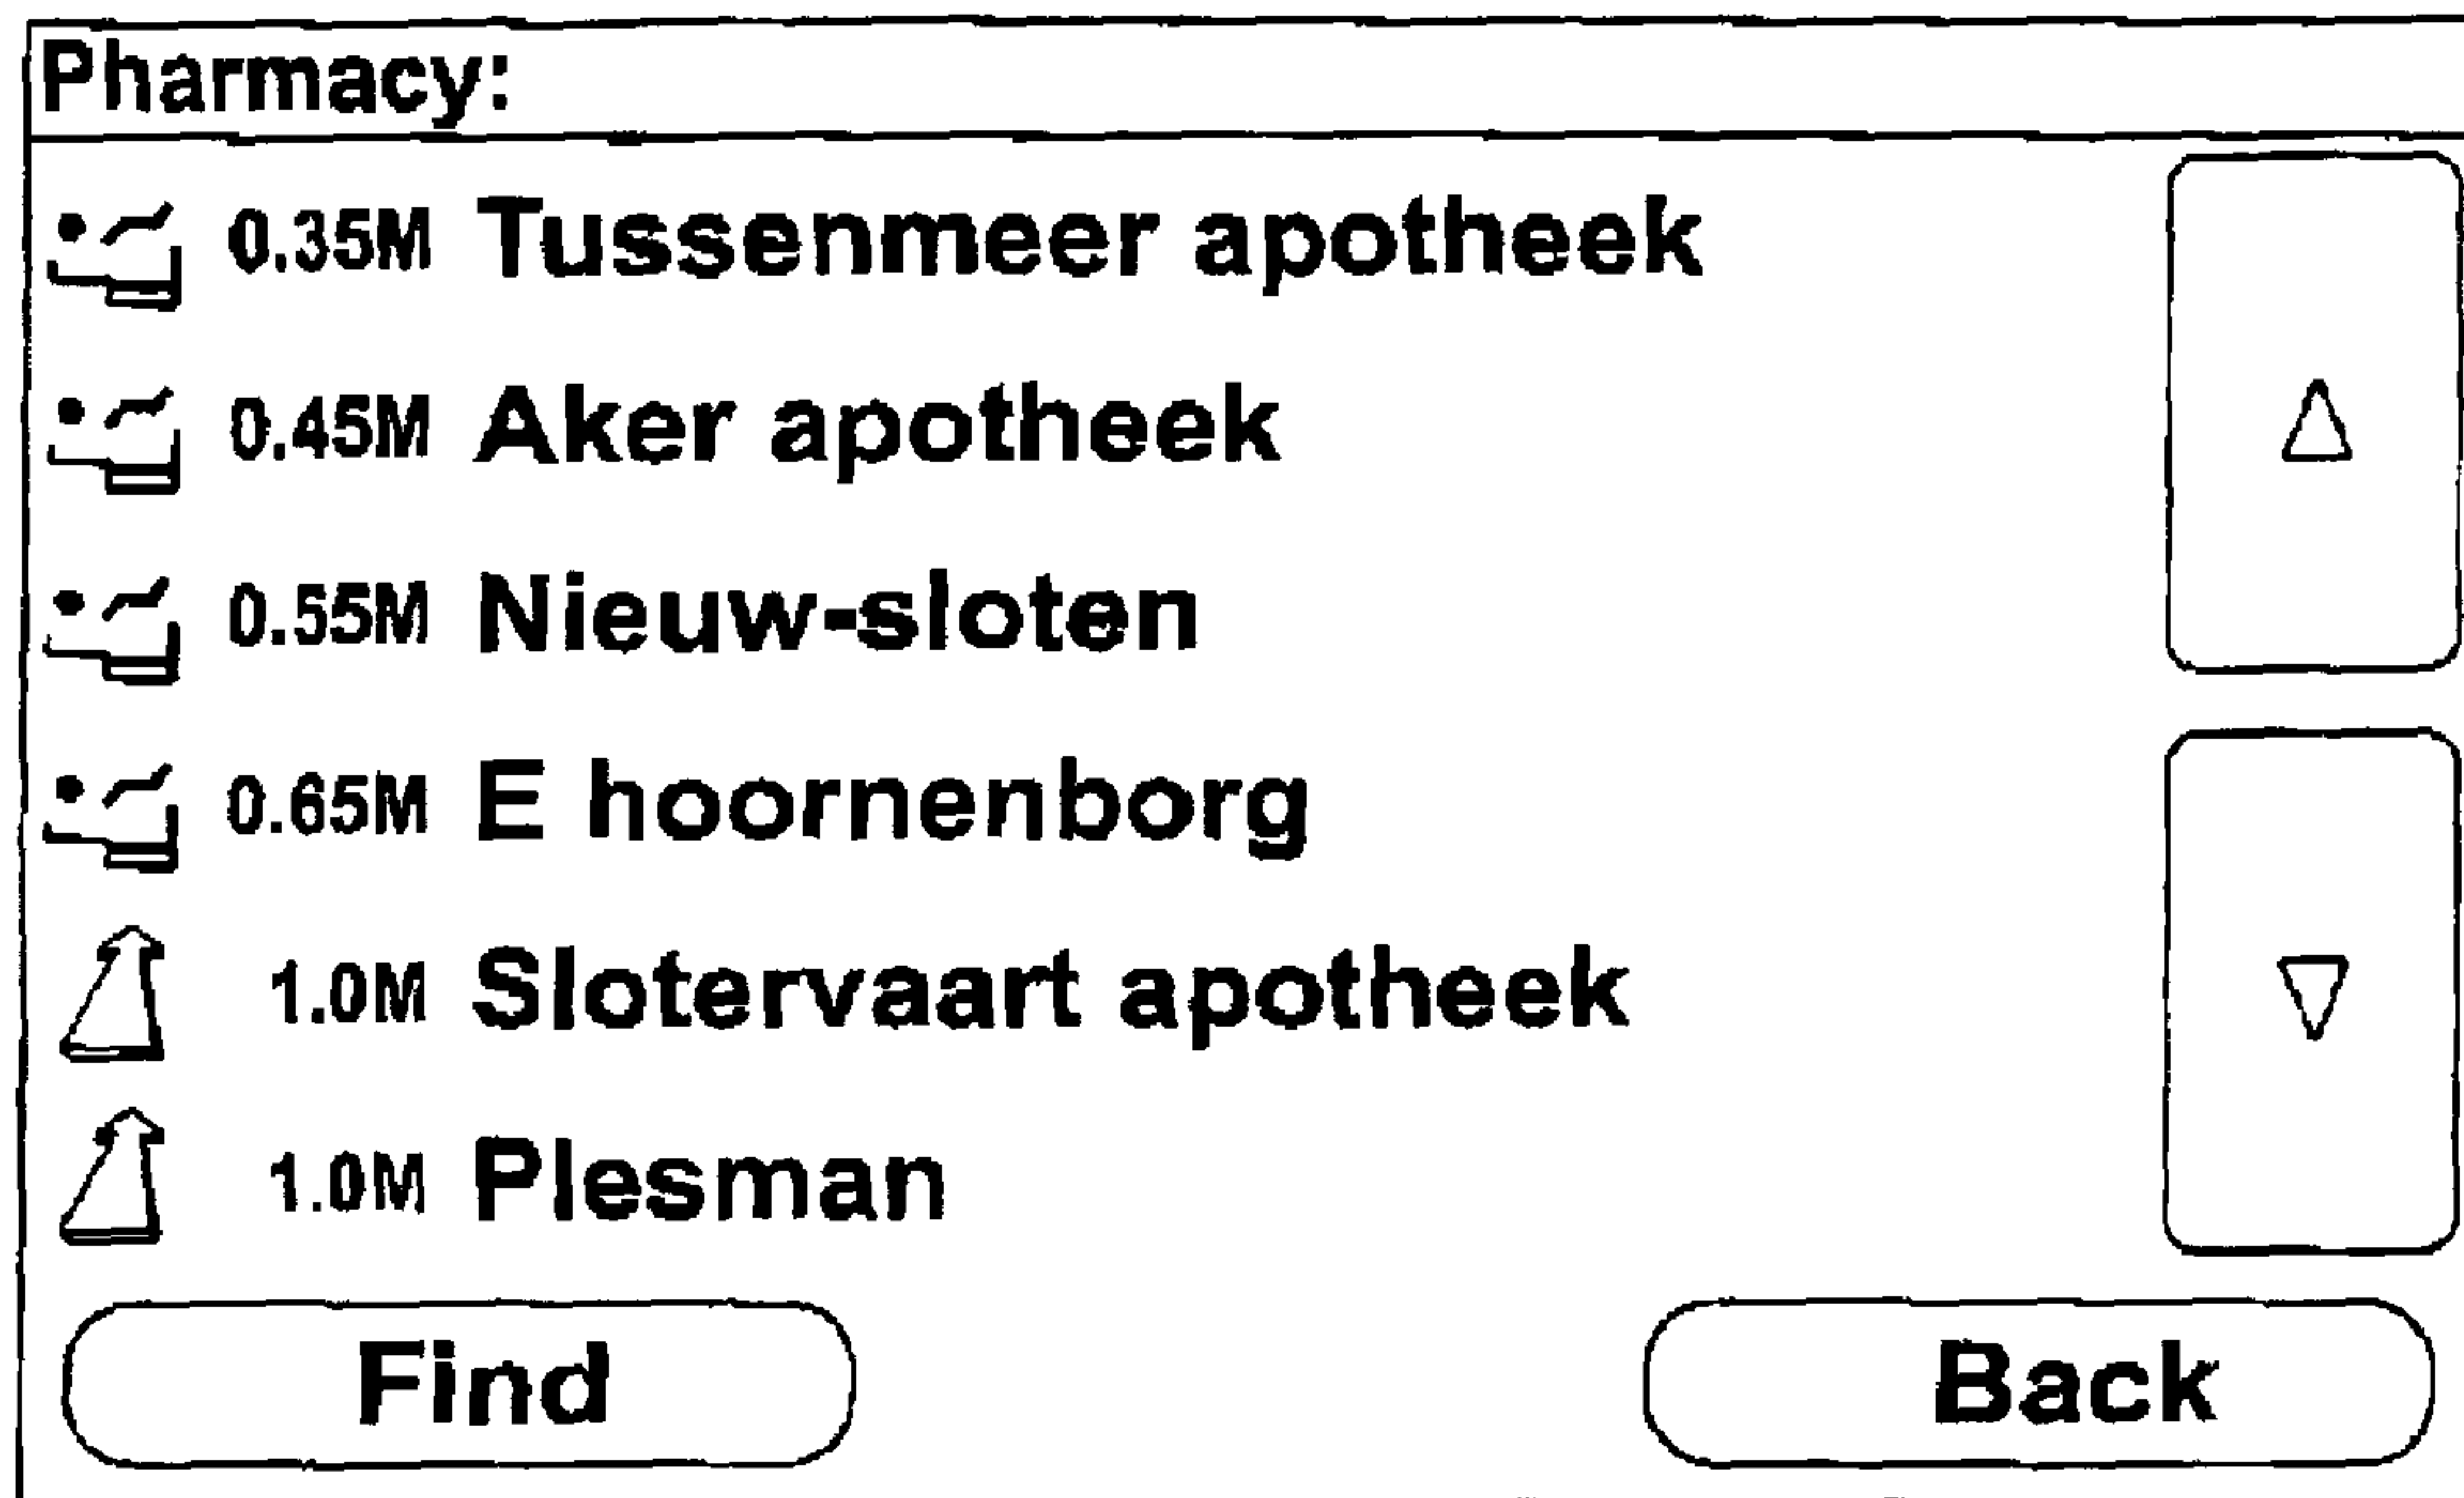 Pharmacy:
0.35M Tussenmeer apotheek
0.45M Aker apotheek
0.55M Nieuw-sloten
0.65M E hoornenborg
1.0M Slotervaart apotheek
1.0M Plesman
Find Back